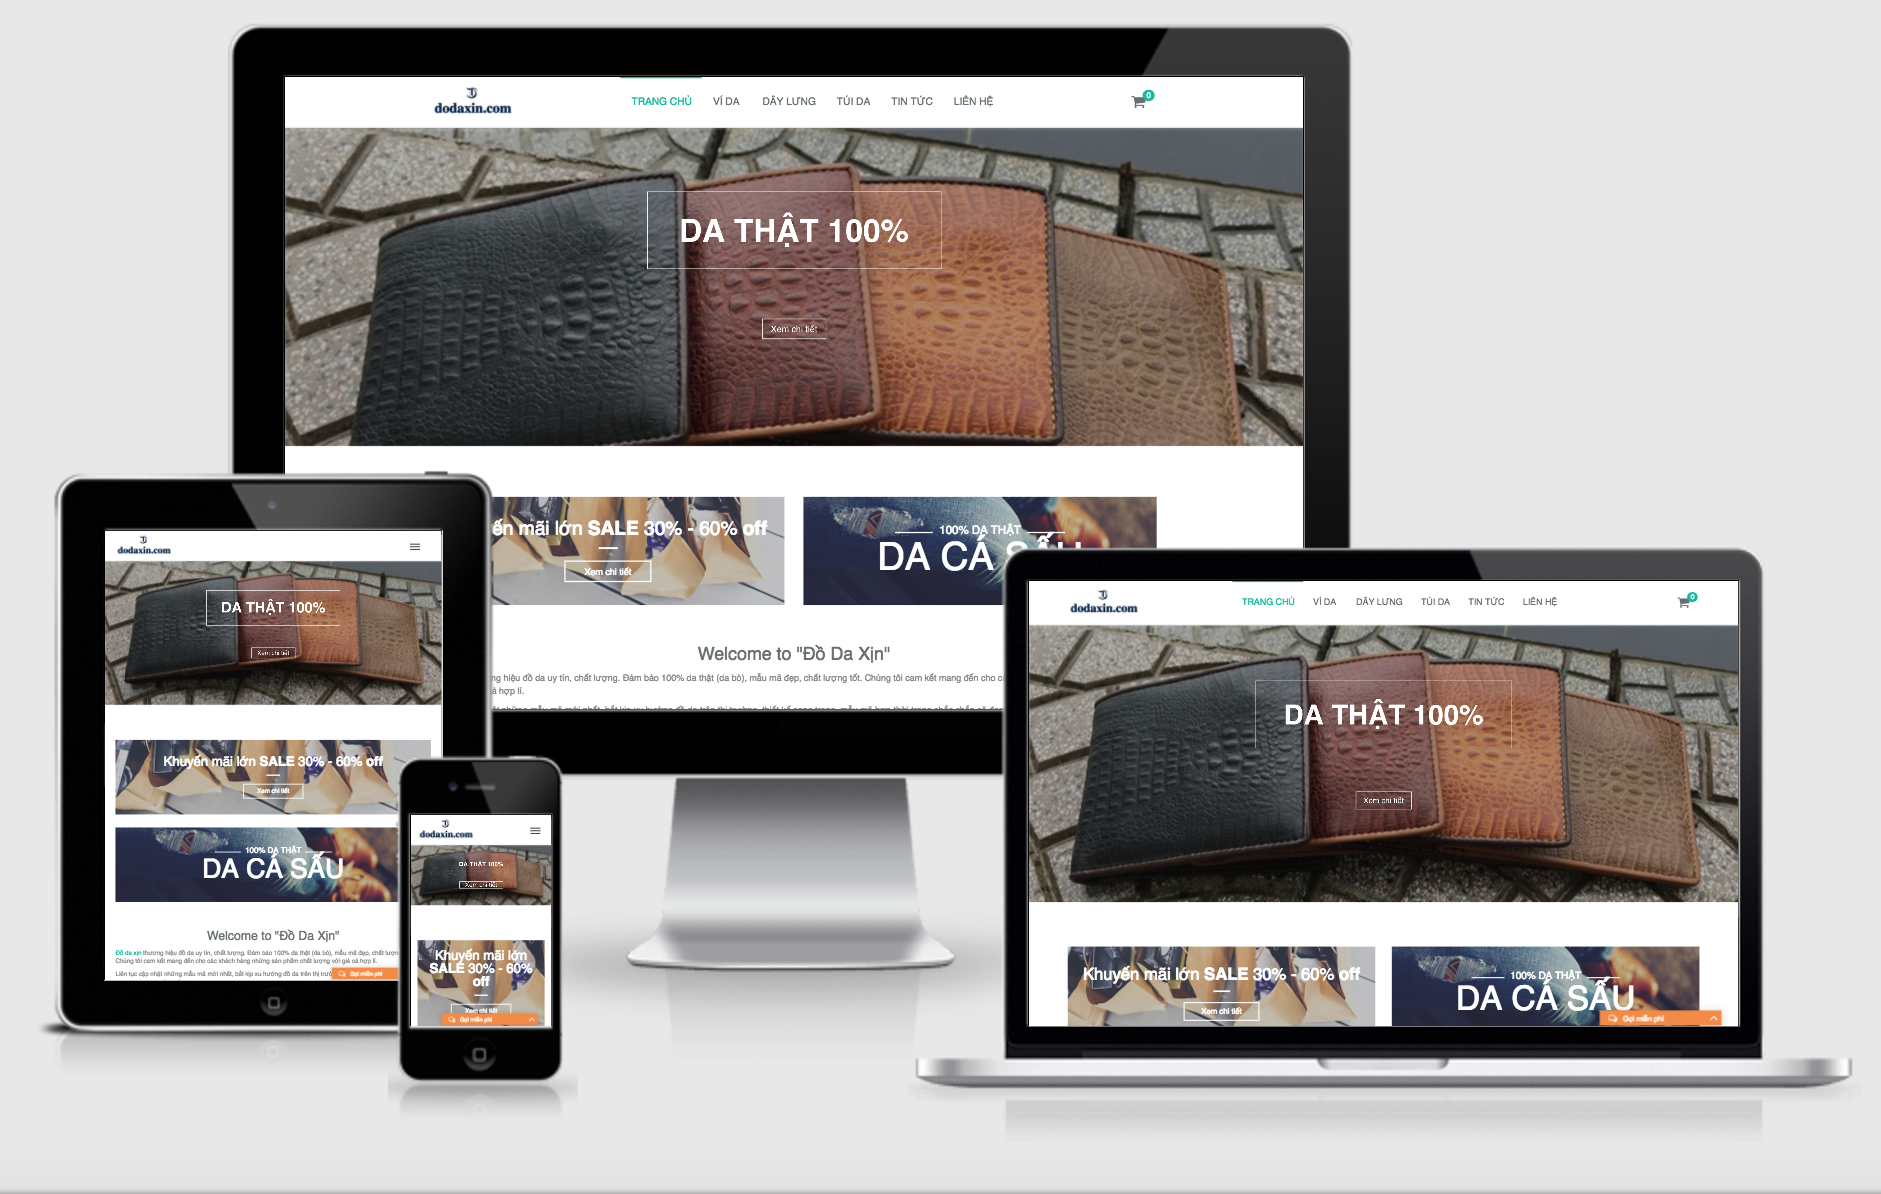 dodaxin.com
TRANG CHỦ VÍ DA DÂY LƯNG TÚI DA TIN TỨC LIÊN HỆ 0
DA THẬT 100%
Xem chi tiết
ến mãi lớn SALE 30% - 60% off
Xem chi tiết
100% DA THẬT
DA CÁ SẤU
Welcome to "Đồ Da Xịn"
ng hiệu đồ da uy tín, chất lượng. Đảm bảo 100% da thật (da bò), mẫu mã đẹp, chất lượng tốt. Chúng tôi cam kết mang đến cho c
ả hợp lí.
dodaxin.com
DA THẬT 100%
Xem chi tiết
Khuyến mãi lớn SALE 30% - 60% off
Xem chi tiết
100% DA THẬT
DA CÁ SẤU
Welcome to "Đồ Da Xịn"
Đồ da xịn thương hiệu đồ da uy tín, chất lượng. Đảm bảo 100% da thật (da bò), mẫu mã đẹp, chất lượn
Chúng tôi cam kết mang đến cho các khách hàng những sản phẩm chất lượng với giá cả hợp lí.
Liên tục cập nhật những mẫu mã mới nhất, bắt kịp xu hướng đồ da trên thị trườ
Gọi miễn phí
dodaxin.com
DA THẬT 100%
Xem chi tiết
Khuyến mãi lớn
SALE 30% - 60%
off
Xem chi tiết
Gọi miễn phí
dodaxin.com
TRANG CHỦ VÍ DA DÂY LƯNG TÚI DA TIN TỨC LIÊN HỆ 0
DA THẬT 100%
Xem chi tiết
Khuyến mãi lớn SALE 30% - 60% off
Xem chi tiết
100% DA THẬT
DA CÁ SẤU
Gọi miễn phí